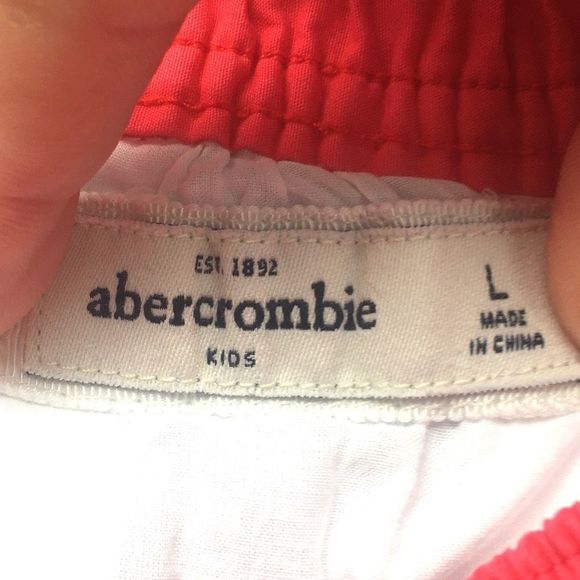 EST. 1892
abercrombie
KIDS
L
MADE
IN CHINA